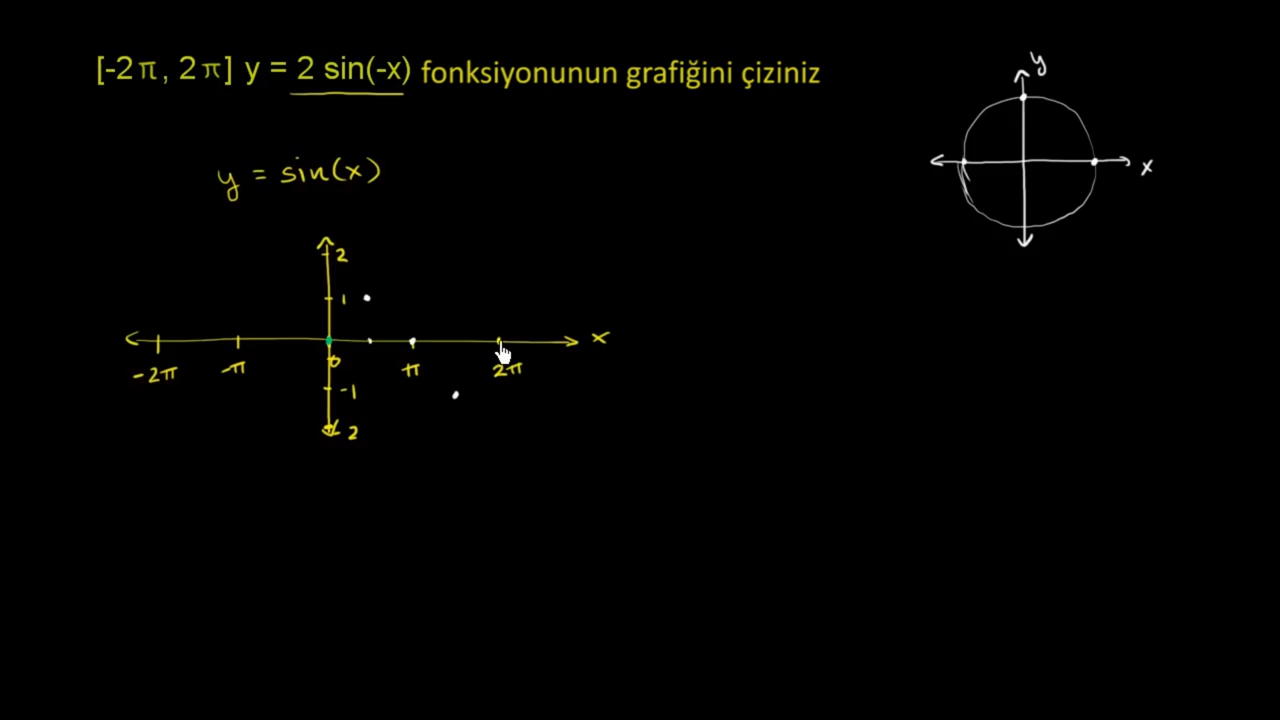 [-2π, 2π] y = 2 sin(-x) fonksiyonunun grafiğini çiziniz
y
x
y = sin(x)
2
1
x
-2π -π 0 π 2π
-1
2